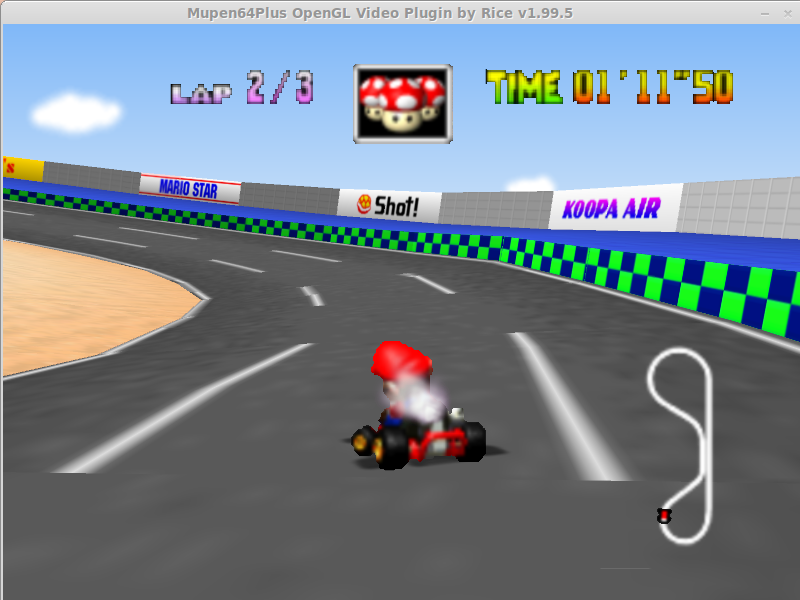 Mupen64Plus OpenGL Video Plugin by Rice v1.99.5
LAP 2/3
TIME 01'11"50
's
MARIO STAR
Shot!
KOOPA AIR